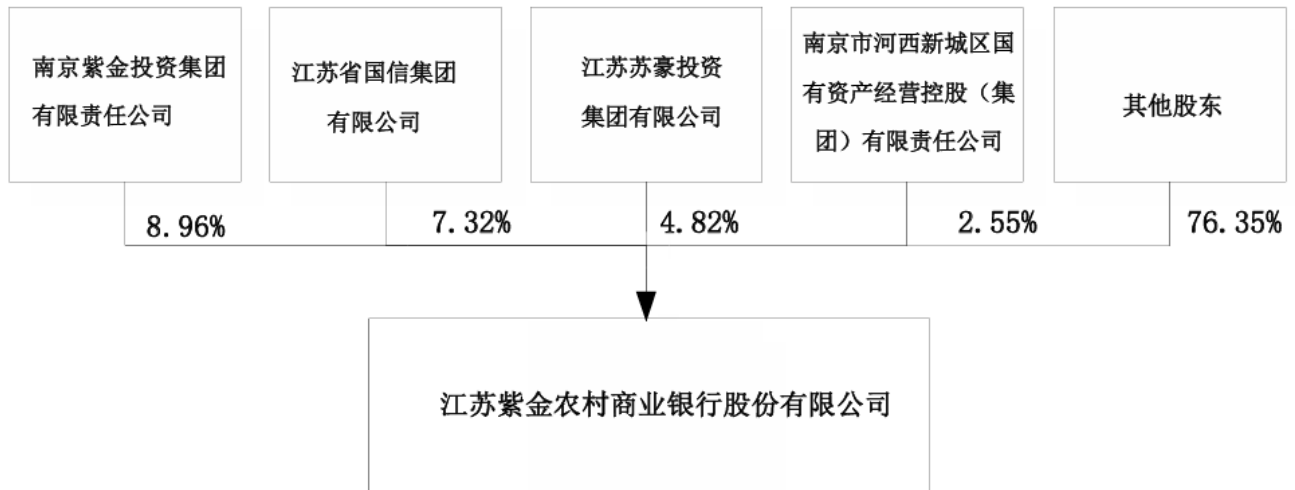 南京紫金投资集团
有限责任公司
江苏省国信集团
有限公司
江苏苏豪投资
集团有限公司
南京市河西新城区国
有资产经营控股（集
团）有限责任公司
其他股东
8.96%
7.32%
4.82%
2.55%
76.35%
江苏紫金农村商业银行股份有限公司